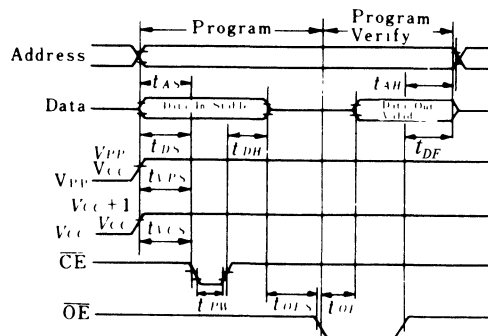 Program
Program
Verify
Address
tAS
tAH
Data
Data In Stable
Data Out
Valid
tDS
tDH
tDF
VPP
VCC
VPP
tVPS
VCC + 1
VCC
VCC
tVCS
CE
tPW
tOES
tOE
OE